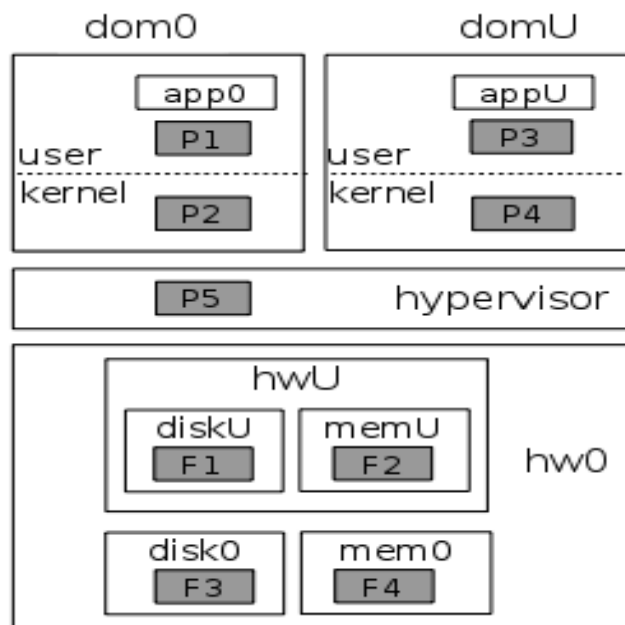 dom0 domU
app0 appU
P1 P3
user user
kernel kernel
P2 P4
P5 hypervisor
hwU
diskU memU
F1 F2
hw0
disk0 mem0
F3 F4